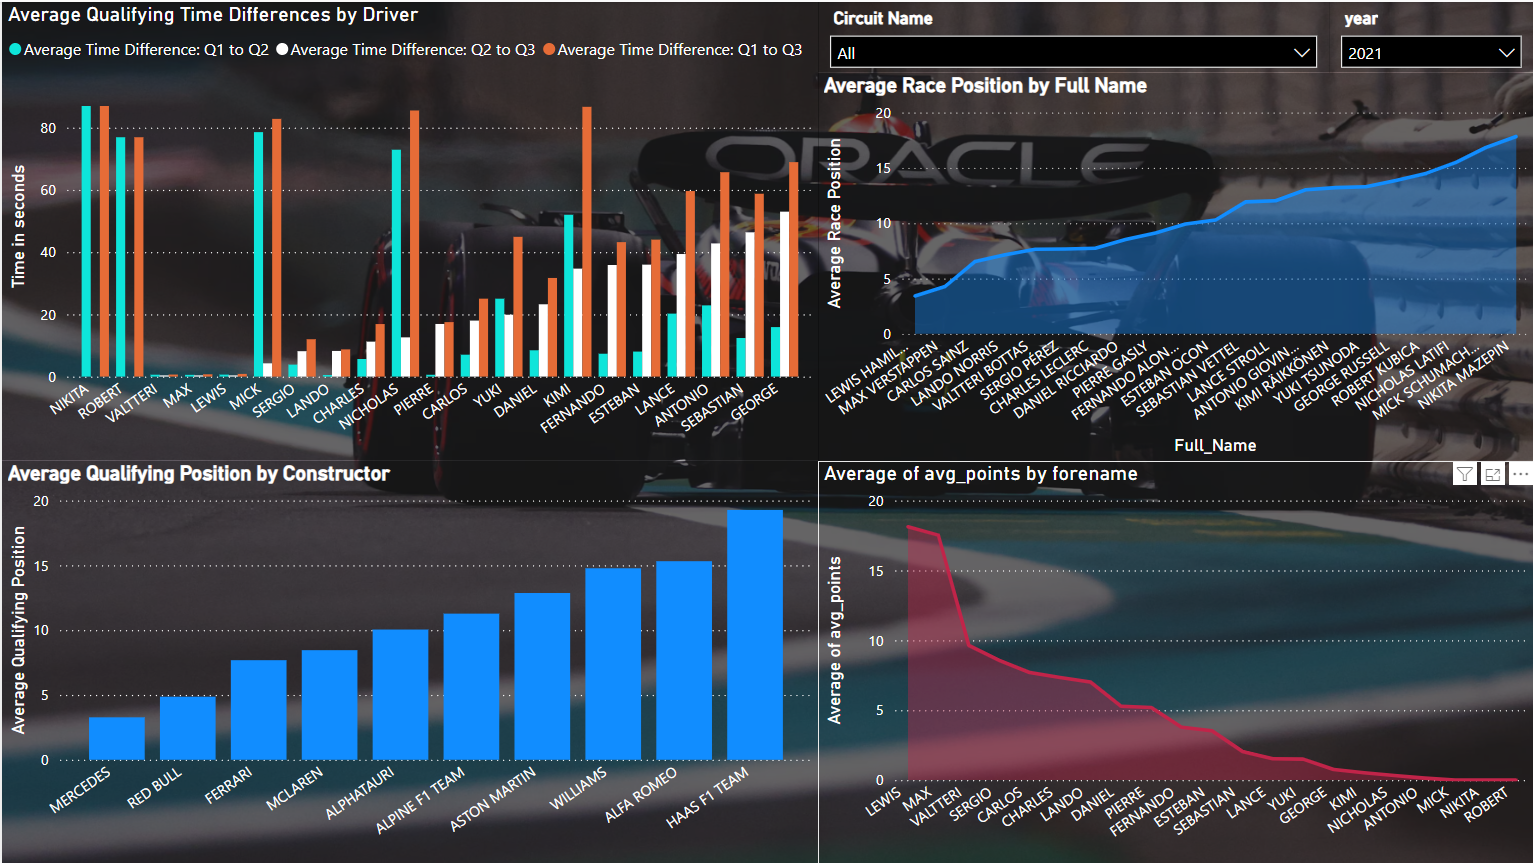 Average Qualifying Time Differences by Driver
Average Time Difference: Q1 to Q2 Average Time Difference: Q2 to Q3 Average Time Difference: Q1 to Q3
Time in seconds
80
60
40
20
0
NIKITA
ROBERT
VALTTERI
MAX
LEWIS
MICK
SERGIO
LANDO
CHARLES
NICHOLAS
PIERRE
CARLOS
YUKI
DANIEL
KIMI
FERNANDO
ESTEBAN
LANCE
ANTONIO
SEBASTIAN
GEORGE
Circuit Name
All
year
2021
Average Race Position by Full Name
ORACLE
Average Race Position
20
15
10
5
0
LEWIS HAMIL...
MAX VERSTAPPEN
CARLOS SAINZ
LANDO NORRIS
VALTTERI BOTTAS
SERGIO PÉREZ
CHARLES LECLERC
DANIEL RICCIARDO
PIERRE GASLY
FERNANDO ALON...
ESTEBAN OCON
SEBASTIAN VETTEL
LANCE STROLL
ANTONIO GIOVIN...
KIMI RÄIKKÖNEN
YUKI TSUNODA
GEORGE RUSSELL
ROBERT KUBICA
NICHOLAS LATIFI
MICK SCHUMACH...
NIKITA MAZEPIN
Full_Name
Average Qualifying Position by Constructor
Average Qualifying Position
20
15
10
5
0
MERCEDES
RED BULL
FERRARI
MCLAREN
ALPHATAURI
ALPINE F1 TEAM
ASTON MARTIN
WILLIAMS
ALFA ROMEO
HAAS F1 TEAM
Average of avg_points by forename
Average of avg_points
20
15
10
5
0
LEWIS
MAX
VALTTERI
SERGIO
CARLOS
CHARLES
LANDO
DANIEL
PIERRE
FERNANDO
ESTEBAN
SEBASTIAN
LANCE
YUKI
GEORGE
KIMI
NICHOLAS
ANTONIO
MICK
NIKITA
ROBERT